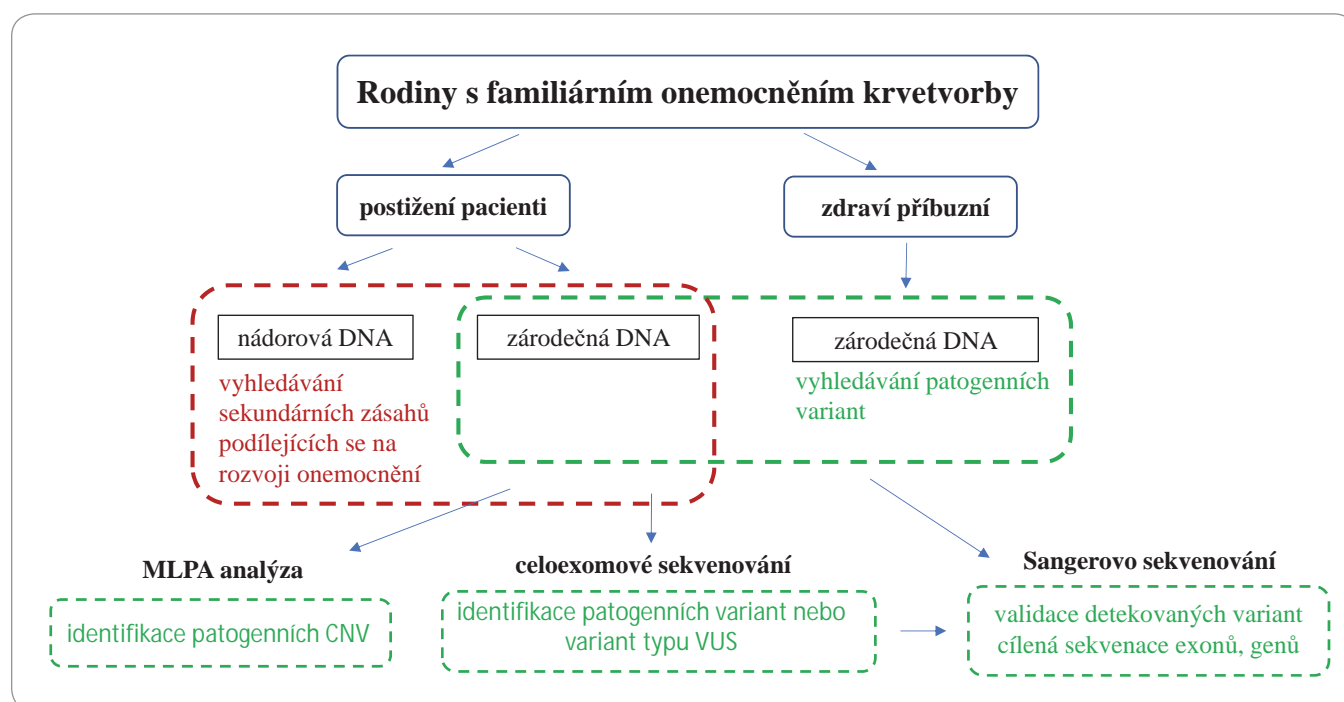 Rodiny s familiárním onemocněním krvetvorby
postižení pacienti
zdraví příbuzní
nádorová DNA
zárodečná DNA
zárodečná DNA
vyhledávání
sekundárních zásahů
podílejících se na
rozvoji onemocnění
vyhledávání patogenních
variant
MLPA analýza
celoexomové sekvenování
Sangerovo sekvenování
identifikace patogenních CNV
identifikace patogenních variant nebo
variant typu VUS
validace detekovaných variant
cílená sekvenace exonů, genů